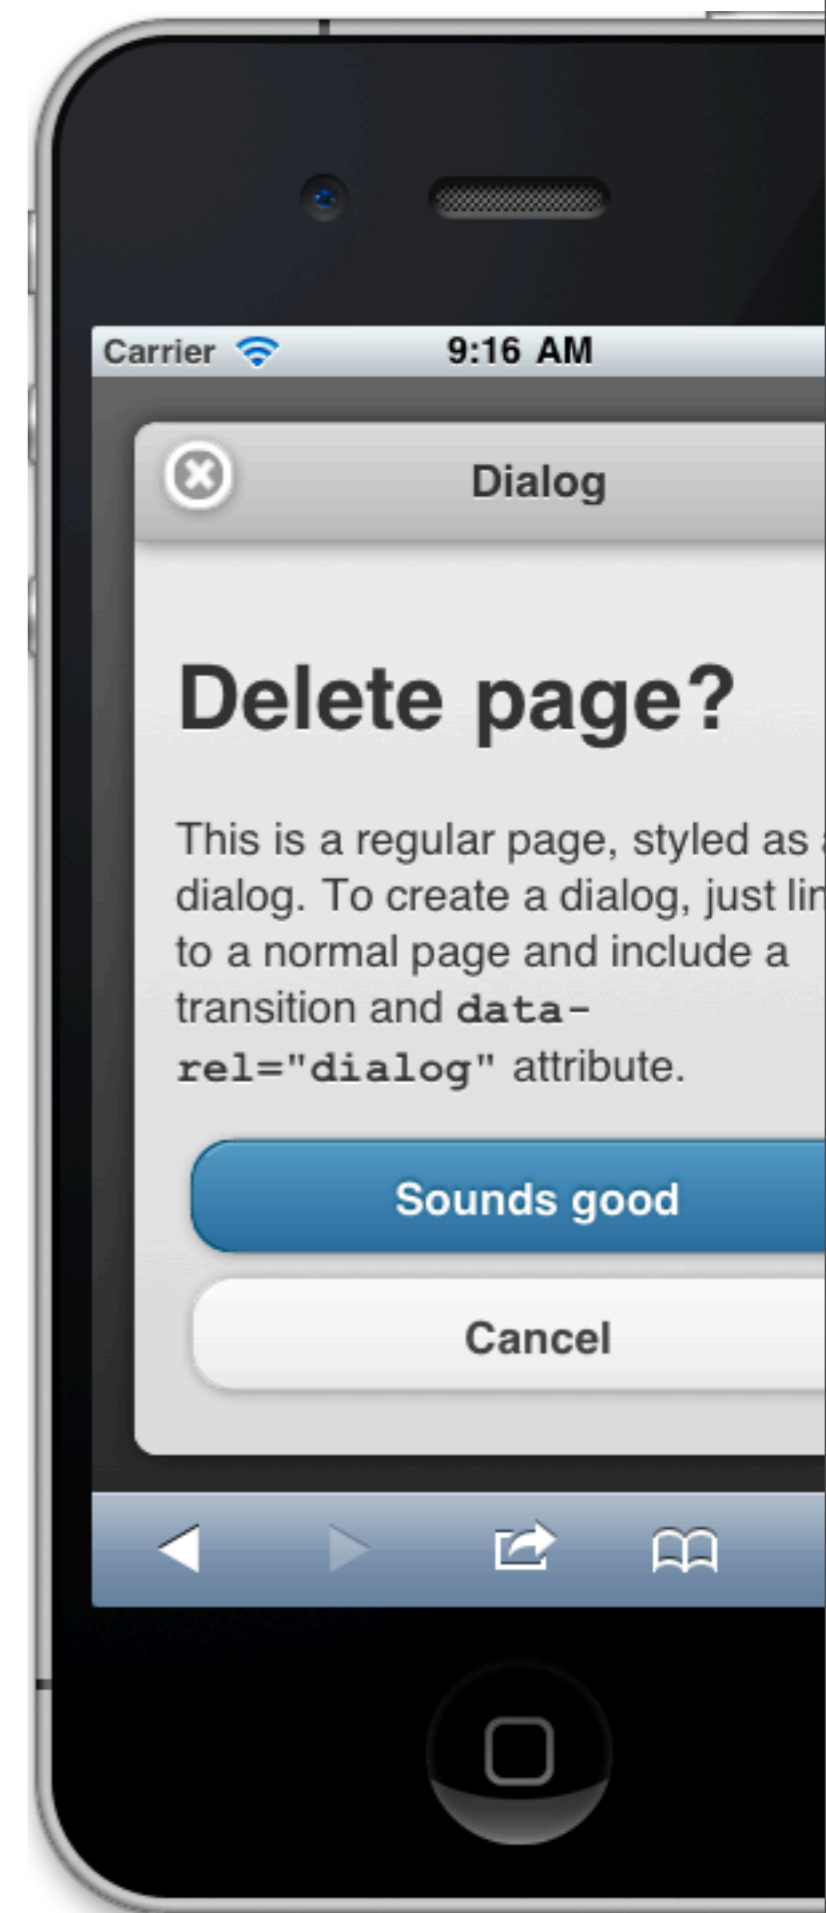 Carrier 9:16 AM
Dialog
Delete page?
This is a regular page, styled as
dialog. To create a dialog, just
to a normal page and include a
transition and data-
rel="dialog" attribute.
Sounds good
Cancel